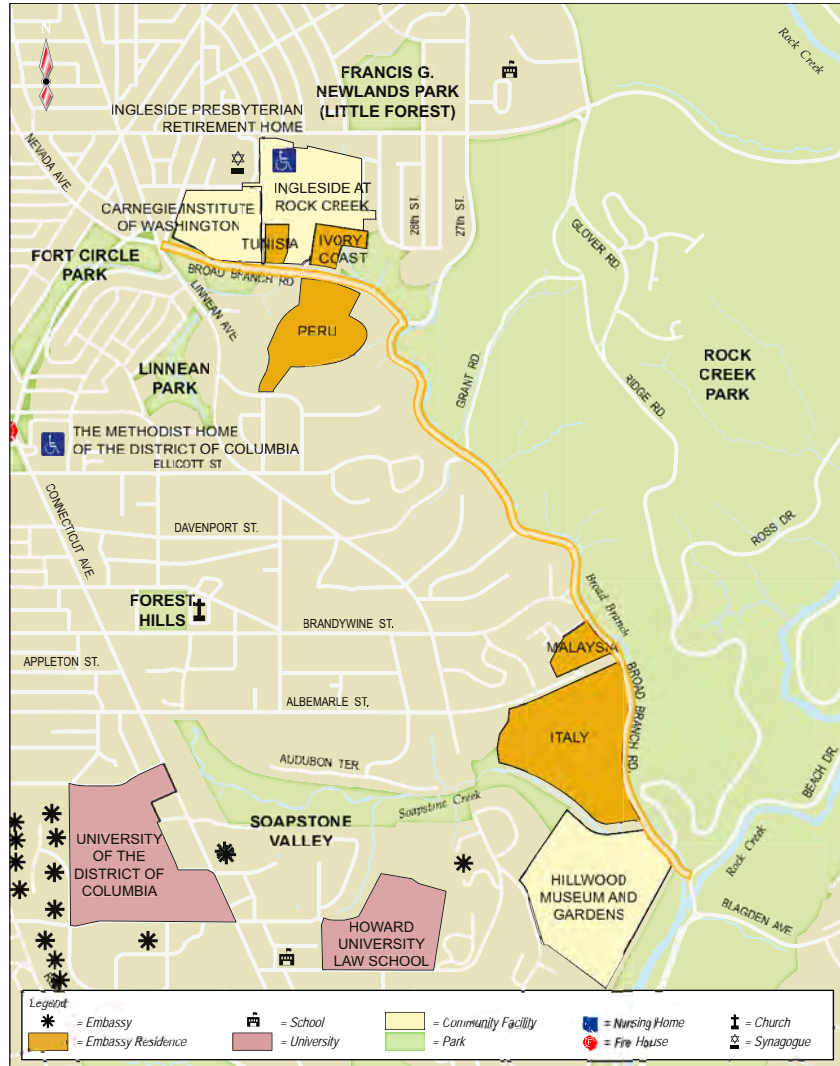 N
Rock Creek
FRANCIS G.
NEWLANDS PARK
(LITTLE FOREST)
INGLESIDE PRESBYTERIAN
RETIREMENT HOME
NEVADA AVE.
INGLESIDE AT
ROCK CREEK
CARNEGIE INSTITUTE
OF WASHINGTON
28th ST.
27th ST.
GLOVER RD.
TUNISIA
IVORY
COAST
FORT CIRCLE
PARK
BROAD BRANCH RD
LINNEAN AVE.
PERU
LINNEAN
PARK
GRANT RD.
RIDGE RD.
ROCK
CREEK
PARK
THE METHODIST HOME
OF THE DISTRICT OF COLUMBIA
ELLICOTT ST
CONNECTICUT AVE.
DAVENPORT ST.
ROSS DR.
FOREST
HILLS
Broad Branch
BRANDYWINE ST.
MALAYSIA
APPLETON ST.
BROAD BRANCH RD.
ALBEMARLE ST.
ITALY
AUDUBON TER.
BEACH DR.
Soapstone Creek
SOAPSTONE
VALLEY
UNIVERSITY
OF THE
DISTRICT OF
COLUMBIA
Rock Creek
HILLWOOD
MUSEUM AND
GARDENS
BLAGDEN AVE.
HOWARD
UNIVERSITY
LAW SCHOOL
Legend
= Embassy
= School
= Community Facility
= Nursing Home
= Church
= Embassy Residence
= University
= Park
F
= Fire House
= Synagogue